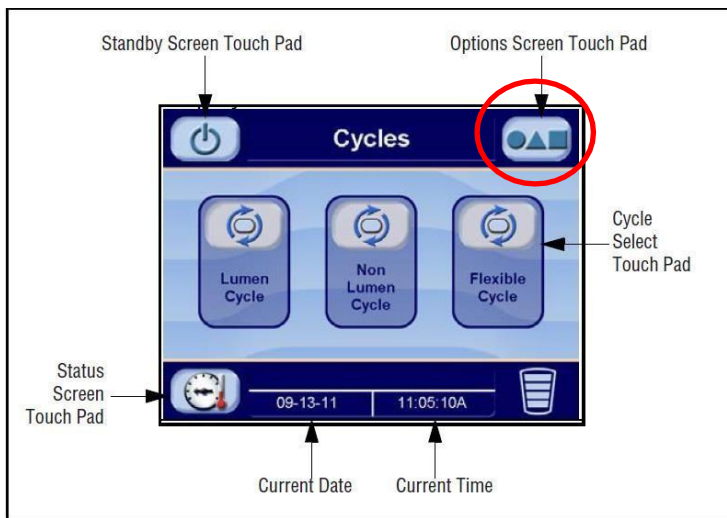 Standby Screen Touch Pad
Options Screen Touch Pad
Cycles
Cycle
Select
Touch Pad
Lumen
Cycle
Non
Lumen
Cycle
Flexible
Cycle
Status
Screen
Touch Pad
09-13-11
11:05:10A
Current Date
Current Time